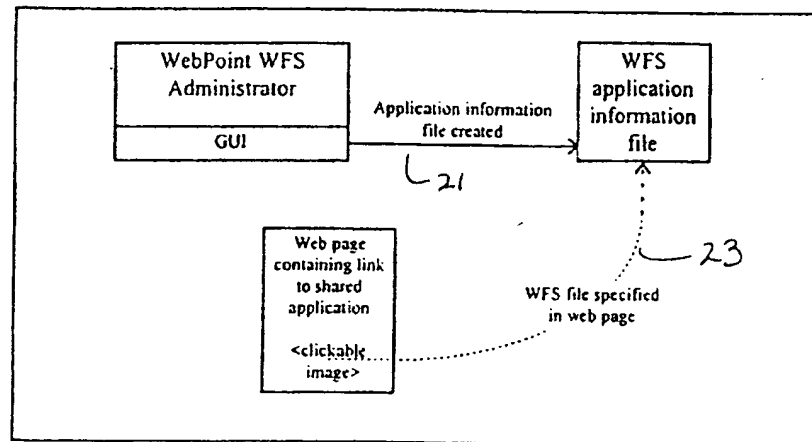 WebPoint WFS
Administrator
GUI
Application information
file created
21
WFS
application
information
file
Web page
containing link
to shared
application
<clickable
image>
23
WFS file specified
in web page